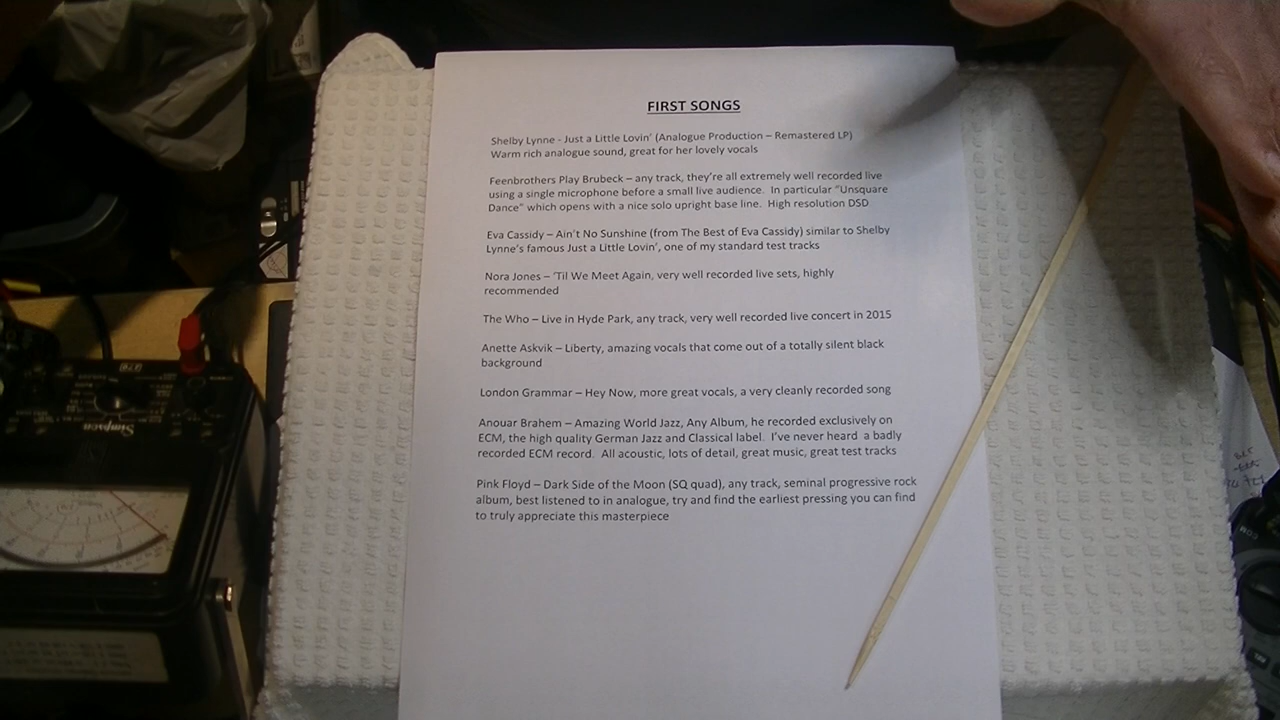 FIRST SONGS
Shelby Lynne - Just a Little Lovin' (Analogue Production – Remastered LP)
Warm rich analogue sound, great for her lovely vocals
Feenbrothers Play Brubeck – any track, they're all extremely well recorded live
using a single microphone before a small live audience. In particular "Unsquare
Dance" which opens with a nice solo upright base line. High resolution DSD
Eva Cassidy – Ain't No Sunshine (from The Best of Eva Cassidy) similar to Shelby
Lynne's famous Just a Little Lovin', one of my standard test tracks
Nora Jones – 'Til We Meet Again, very well recorded live sets, highly
recommended
The Who – Live in Hyde Park, any track, very well recorded live concert in 2015
Anette Askvik – Liberty, amazing vocals that come out of a totally silent black
background
London Grammar – Hey Now, more great vocals, a very cleanly recorded song
Anouar Brahem – Amazing World Jazz, Any Album, he recorded exclusively on
ECM, the high quality German Jazz and Classical label. I've never heard a badly
recorded ECM record. All acoustic, lots of detail, great music, great test tracks
Pink Floyd – Dark Side of the Moon (SQ quad), any track, seminal progressive rock
album, best listened to in analogue, try and find the earliest pressing you can find
to truly appreciate this masterpiece
Simpson
COM